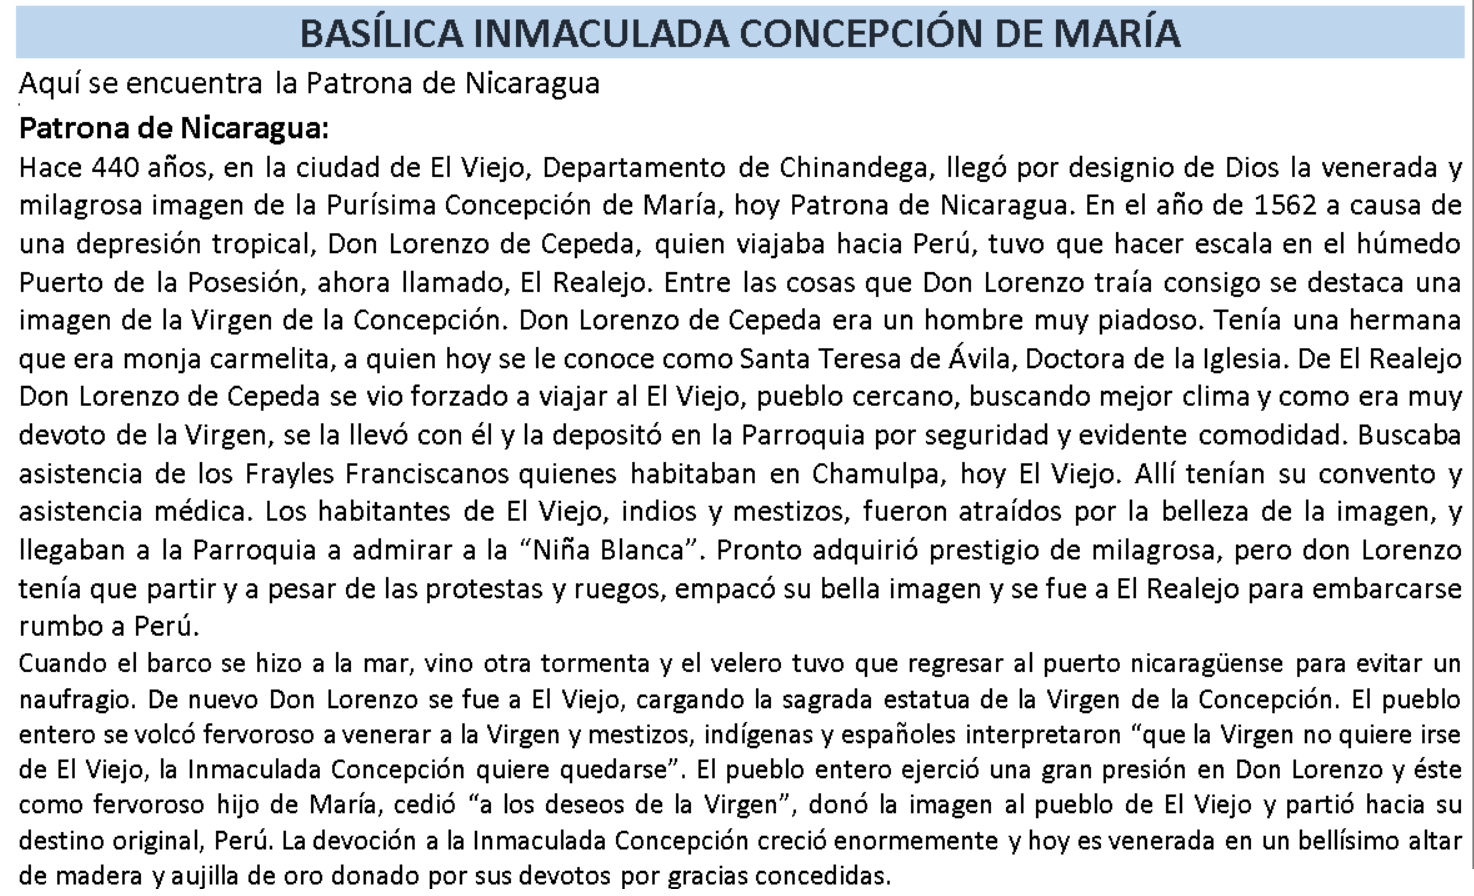 BASÍLICA INMACULADA CONCEPCIÓN DE MARÍA
Aquí se encuentra la Patrona de Nicaragua
Patrona de Nicaragua:
Hace 440 años, en la ciudad de El Viejo, Departamento de Chinandega, llegó por designio de Dios la venerada y
milagrosa imagen de la Purísima Concepción de María, hoy Patrona de Nicaragua. En el año de 1562 a causa de
una depresión tropical, Don Lorenzo de Cepeda, quien viajaba hacia Perú, tuvo que hacer escala en el húmedo
Puerto de la Posesión, ahora llamado, El Realejo. Entre las cosas que Don Lorenzo traía consigo se destaca una
imagen de la Virgen de la Concepción. Don Lorenzo de Cepeda era un hombre muy piadoso. Tenía una hermana
que era monja carmelita, a quien hoy se le conoce como Santa Teresa de Ávila, Doctora de la Iglesia. De El Realejo
Don Lorenzo de Cepeda se vio forzado a viajar al El Viejo, pueblo cercano, buscando mejor clima y como era muy
devoto de la Virgen, se la llevó con él y la depositó en la Parroquia por seguridad y evidente comodidad. Buscaba
asistencia de los Frayles Franciscanos quienes habitaban en Chamulpa, hoy El Viejo. Allí tenían su convento y
asistencia médica. Los habitantes de El Viejo, indios y mestizos, fueron atraídos por la belleza de la imagen, y
llegaban a la Parroquia a admirar a la “Niña Blanca”. Pronto adquirió prestigio de milagrosa, pero don Lorenzo
tenía que partir y a pesar de las protestas y ruegos, empacó su bella imagen y se fue a El Realejo para embarcarse
rumbo a Perú.
Cuando el barco se hizo a la mar, vino otra tormenta y el velero tuvo que regresar al puerto nicaragüense para evitar un
naufragio. De nuevo Don Lorenzo se fue a El Viejo, cargando la sagrada estatua de la Virgen de la Concepción. El pueblo
entero se volcó fervoroso a venerar a la Virgen y mestizos, indígenas y españoles interpretaron “que la Virgen no quiere irse
de El Viejo, la Inmaculada Concepción quiere quedarse”. El pueblo entero ejerció una gran presión en Don Lorenzo y éste
como fervoroso hijo de María, cedió “a los deseos de la Virgen”, donó la imagen al pueblo de El Viejo y partió hacia su
destino original, Perú. La devoción a la Inmaculada Concepción creció enormemente y hoy es venerada en un bellísimo altar
de madera y aujilla de oro donado por sus devotos por gracias concedidas.